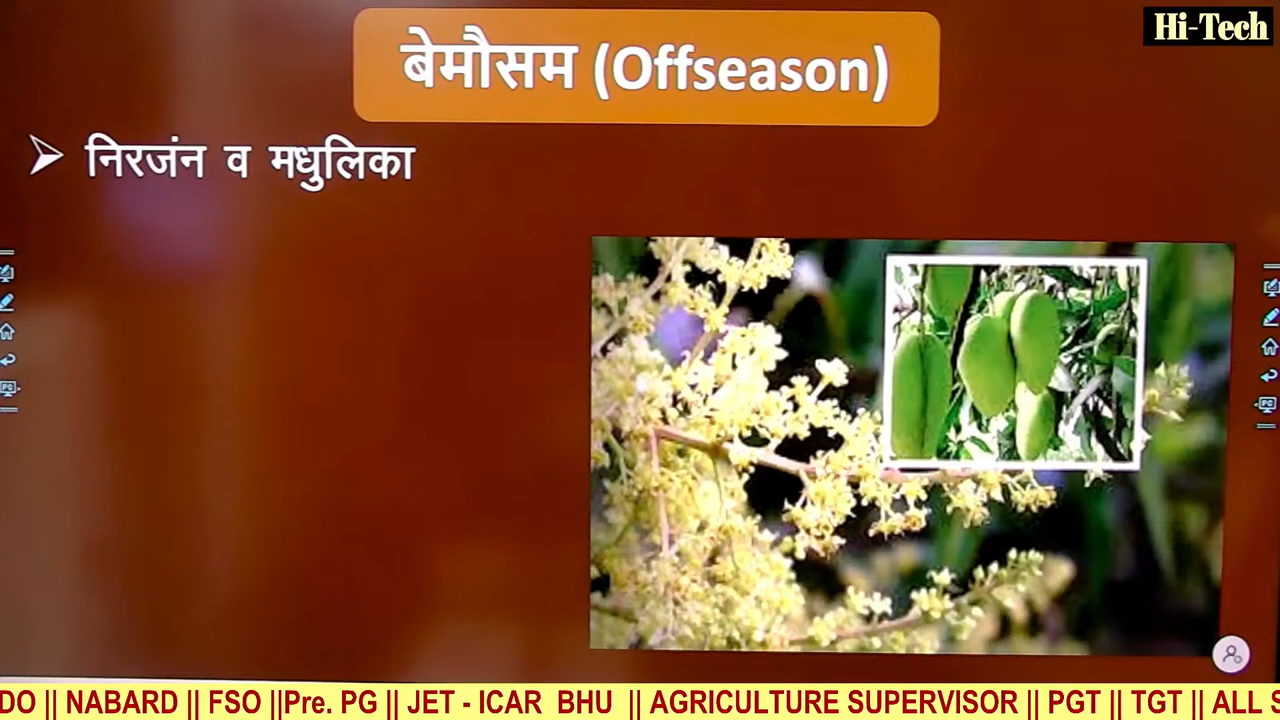 Hi-Tech
बेमौसम (Offseason)
➢ निरजंन व मधुलिका
DO || NABARD || FSO ||Pre. PG || JET - ICAR BHU || AGRICULTURE SUPERVISOR || PGT || TGT || ALL S